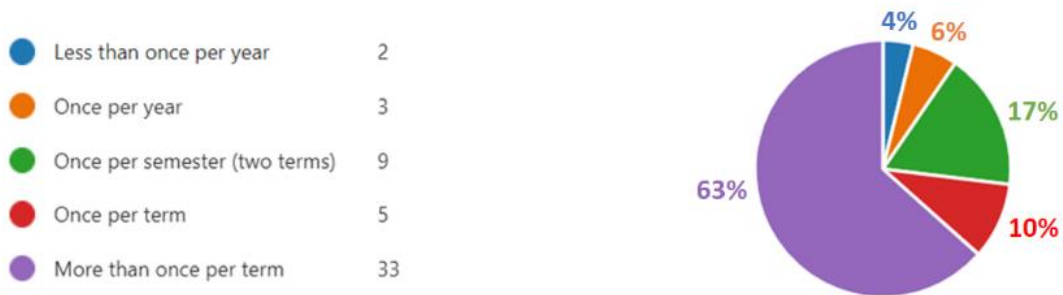 Less than once per year 2
Once per year 3
Once per semester (two terms) 9
Once per term 5
More than once per term 33
4%
6%
17%
63%
10%